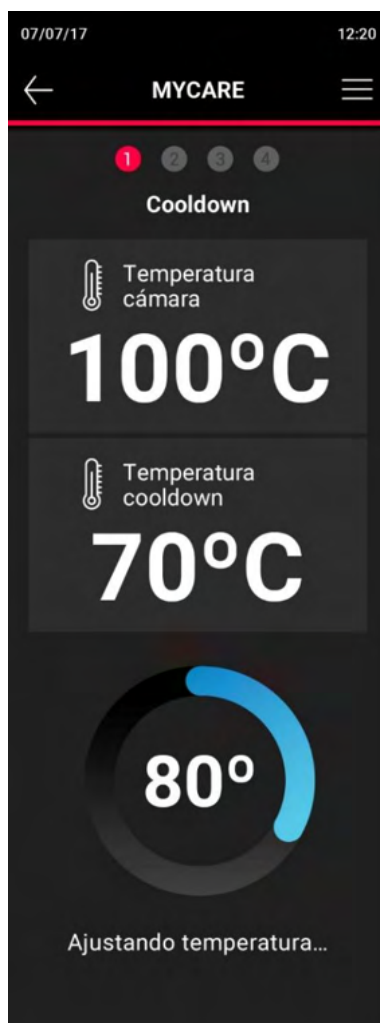 07/07/17 12:20
MYCARE
1 2 3 4
Cooldown
Temperatura
cámara
100ºC
Temperatura
cooldown
70ºC
80º
Ajustando temperatura...